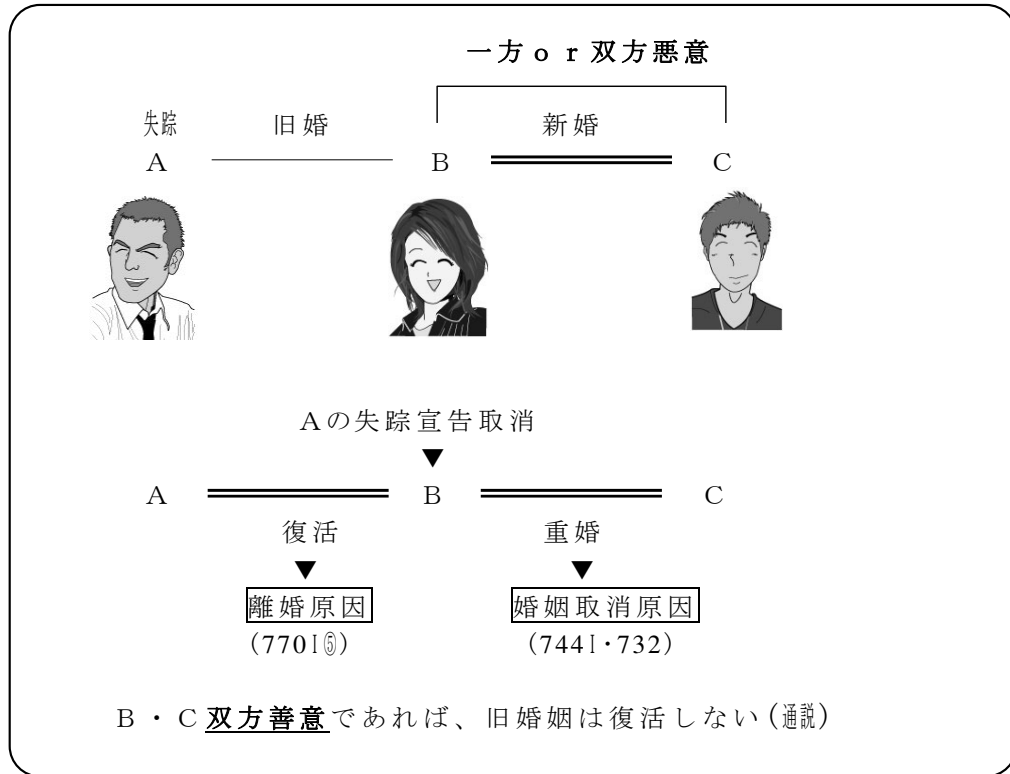 一方ｏｒ双方悪意
失踪 旧婚 新婚
Ａ Ｂ Ｃ
Ａの失踪宣告取消
▼
Ａ Ｂ Ｃ
復活 重婚
▼ ▼
離婚原因 婚姻取消原因
(770Ⅰ⑤) (744Ⅰ・732)
Ｂ・Ｃ双方善意であれば、旧婚姻は復活しない(通説)